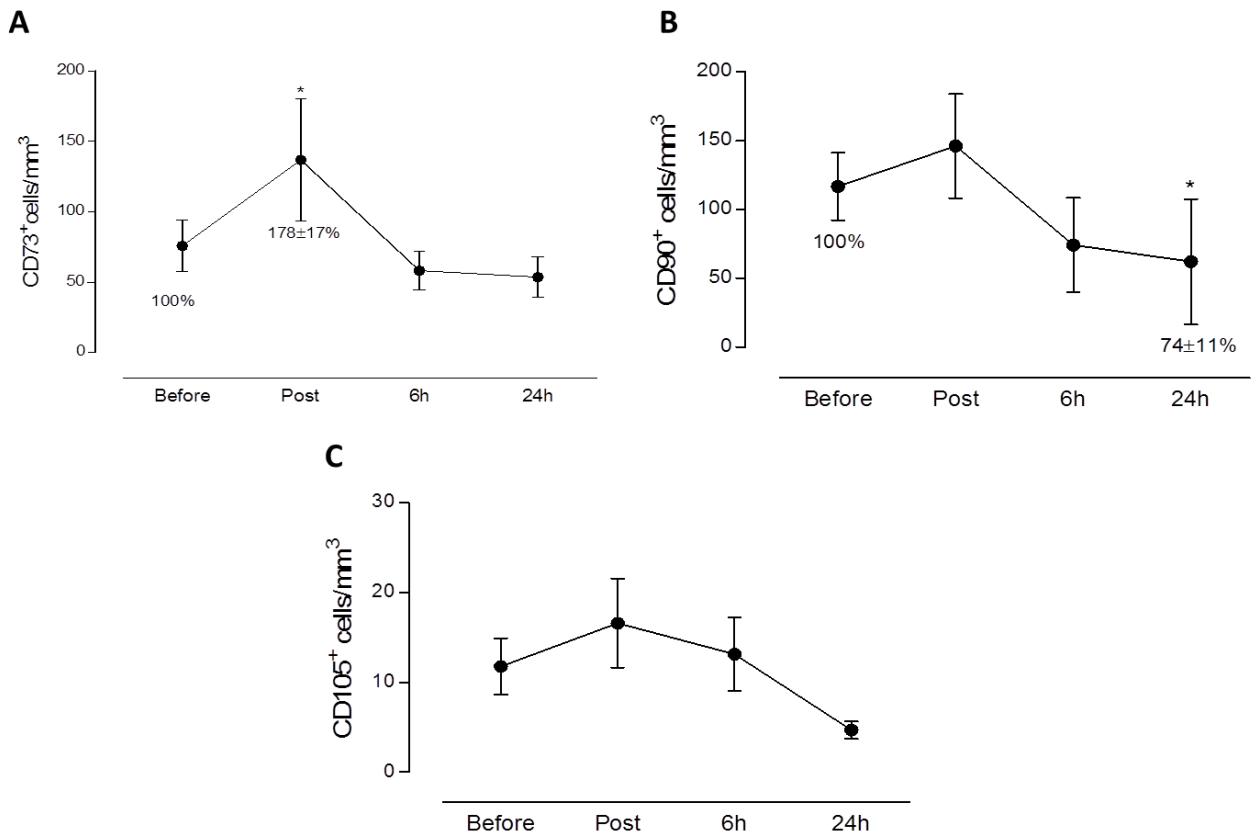 A
200
150
100
50
0
CD73+cells/mm3
*
178±17%
100%
Before Post 6h 24h
B
200
150
100
50
0
CD90+ cells/mm3
*
100%
74±11%
Before Post 6h 24h
C
30
20
10
0
CD105+ cells/mm3
Before Post 6h 24h